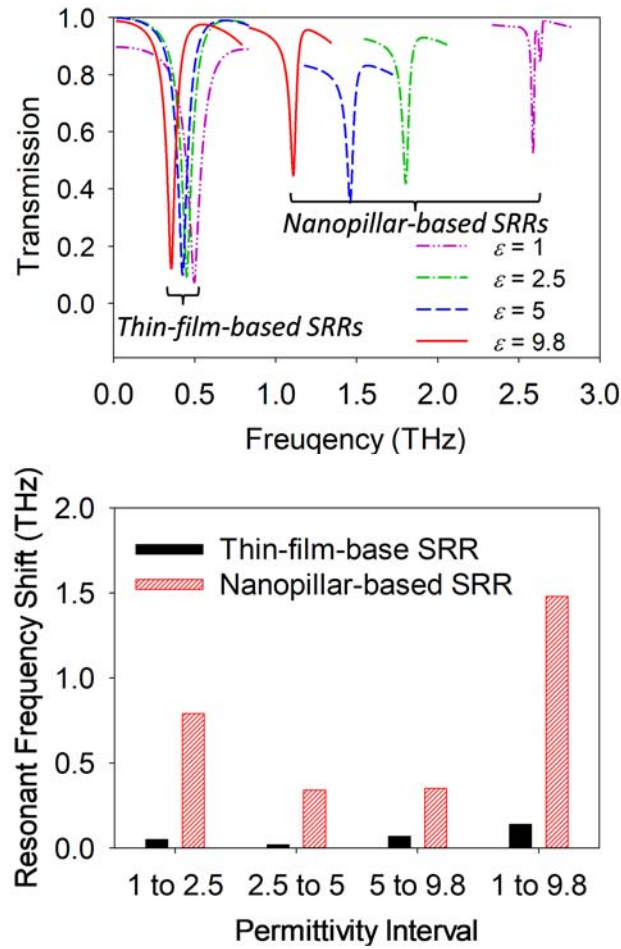 Transmission
1.0
0.8
0.6
0.4
0.2
0.0
Nanopillar-based SRRs
Thin-film-based SRRs
ε = 1
ε = 2.5
ε = 5
ε = 9.8
0.0 0.5 1.0 1.5 2.0 2.5 3.0
Freuqency (THz)
Resonant Frequency Shift (THz)
2.0
1.5
1.0
0.5
0.0
Thin-film-base SRR
Nanopillar-based SRR
1 to 2.5 2.5 to 5 5 to 9.8 1 to 9.8
Permittivity Interval